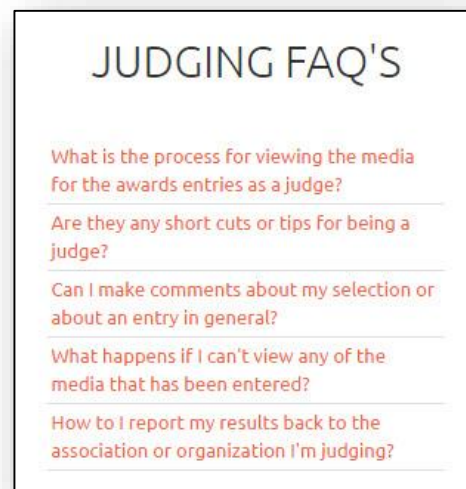 JUDGING FAQ'S
What is the process for viewing the media
for the awards entries as a judge?
Are they any short cuts or tips for being a
judge?
Can I make comments about my selection or
about an entry in general?
What happens if I can't view any of the
media that has been entered?
How to I report my results back to the
association or organization I'm judging?